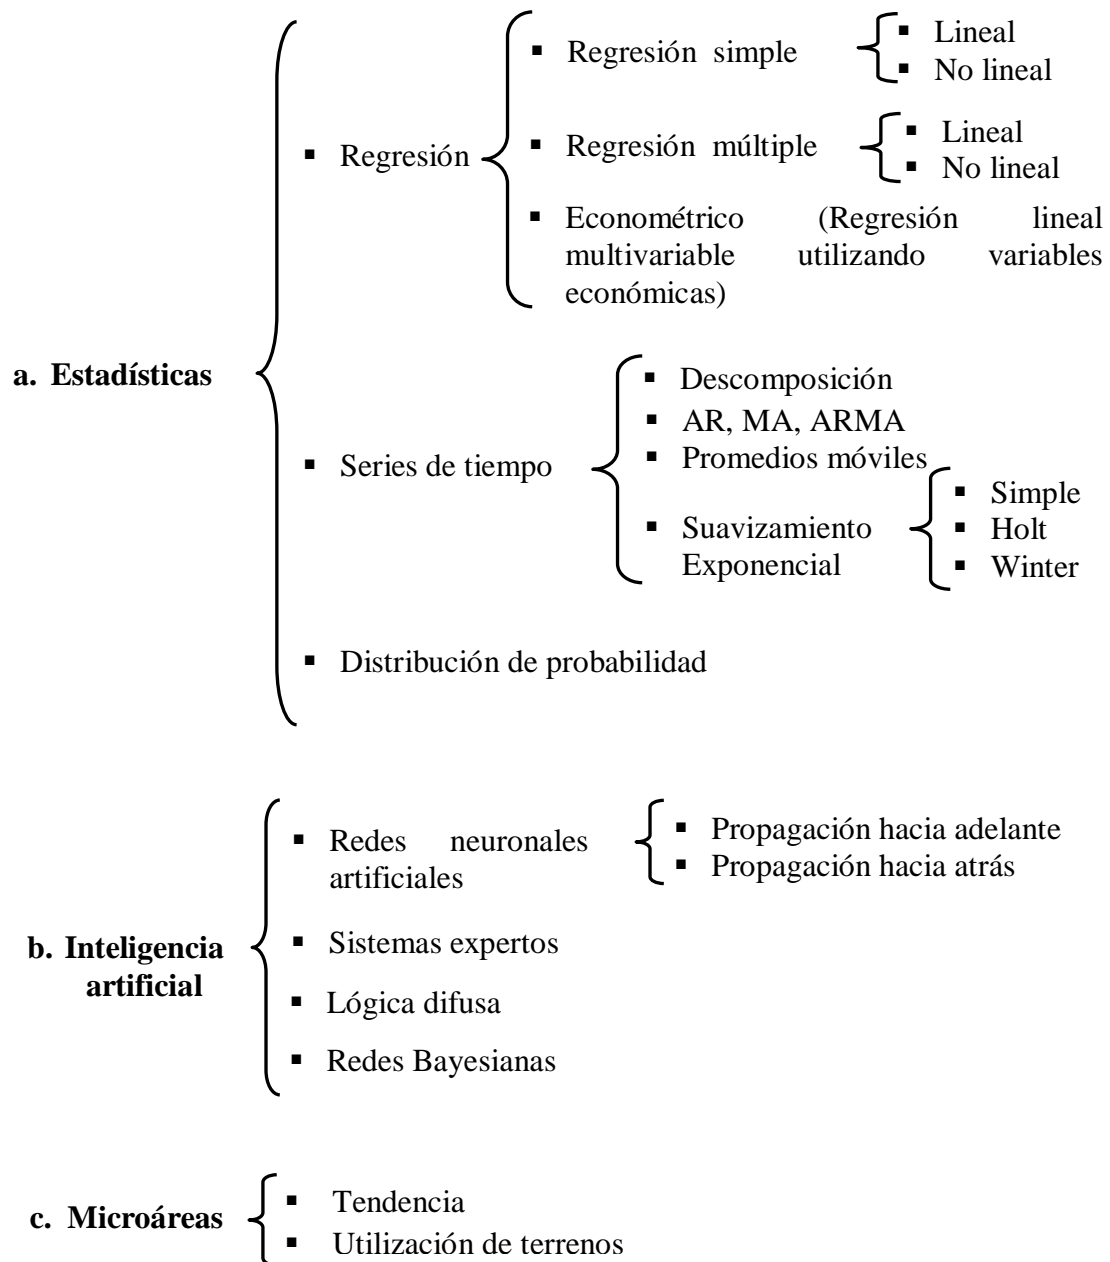 ▪ Regresión simple
▪ Lineal
▪ No lineal
▪ Regresión
▪ Regresión múltiple
▪ Lineal
▪ No lineal
▪ Econométrico (Regresión lineal
multivariable utilizando variables
económicas)
a. Estadísticas
▪ Series de tiempo
▪ Descomposición
▪ AR, MA, ARMA
▪ Promedios móviles
▪ Suavizamiento
Exponencial
▪ Simple
▪ Holt
▪ Winter
▪ Distribución de probabilidad
b. Inteligencia
artificial
▪ Redes neuronales
artificiales
▪ Propagación hacia adelante
▪ Propagación hacia atrás
▪ Sistemas expertos
▪ Lógica difusa
▪ Redes Bayesianas
c. Microáreas
▪ Tendencia
▪ Utilización de terrenos